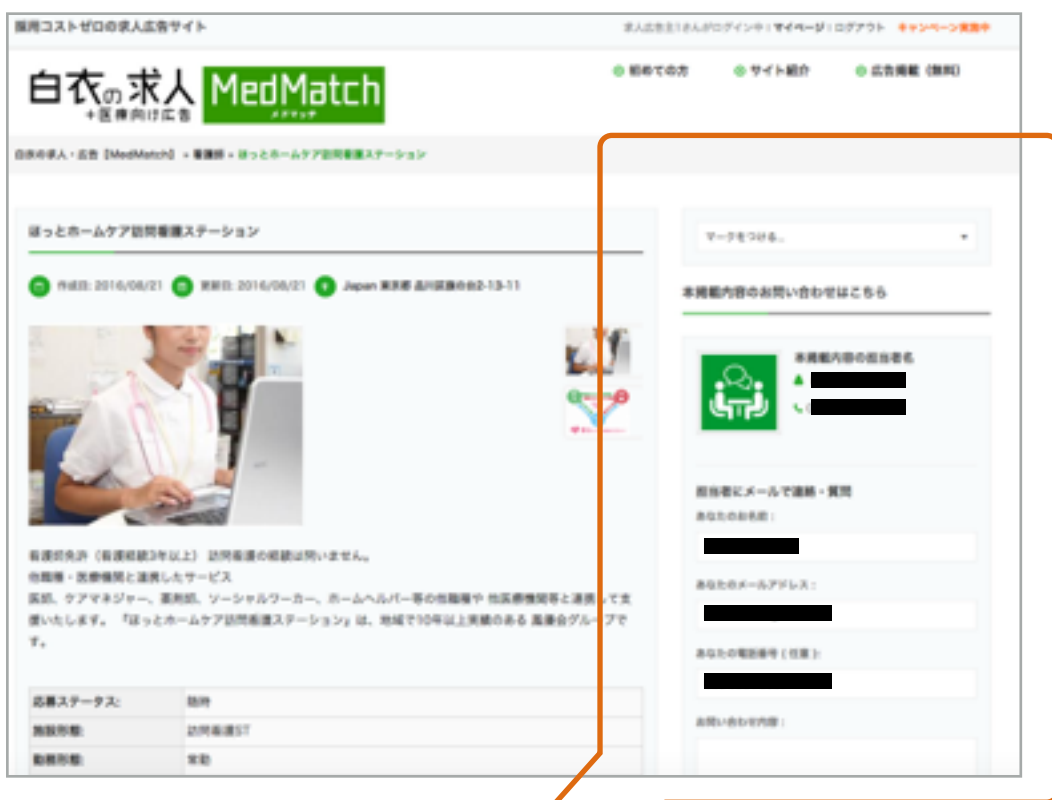 採用コストゼロの求人広告サイト
求人広告主1さんがログイン中 | マイページ | ログアウト キャンペーン実施中
白衣の求人 MedMatch
+医療向け広告 メドマッチ
初めての方 サイト紹介 広告掲載（無料）
白衣の求人・広告【MedMatch】 » 看護師 » ほっとホームケア訪問看護ステーション
ほっとホームケア訪問看護ステーション
作成日: 2016/08/21 更新日: 2016/08/21 Japan 東京都 品川区旗の台2-13-11
マークをつける...
本掲載内容のお問い合わせはこちら
本掲載内容の担当者名
担当者にメールで連絡・質問
あなたのお名前 :
あなたのメールアドレス :
あなたの電話番号 ( 任意 ):
お問い合わせ内容 :
看護師免許（看護経験3年以上） 訪問看護の経験は問いません。
他職種・医療機関と連携したサービス
医師、ケアマネジャー、薬剤師、ソーシャルワーカー、ホームヘルパー等の他職種や 他医療機関等と連携して支
援いたします。 『ほっとホームケア訪問看護ステーション』は、地域で10年以上実績のある グループで
す。
応募ステータス: 随時
施設形態: 訪問看護ST
勤務形態: 常勤